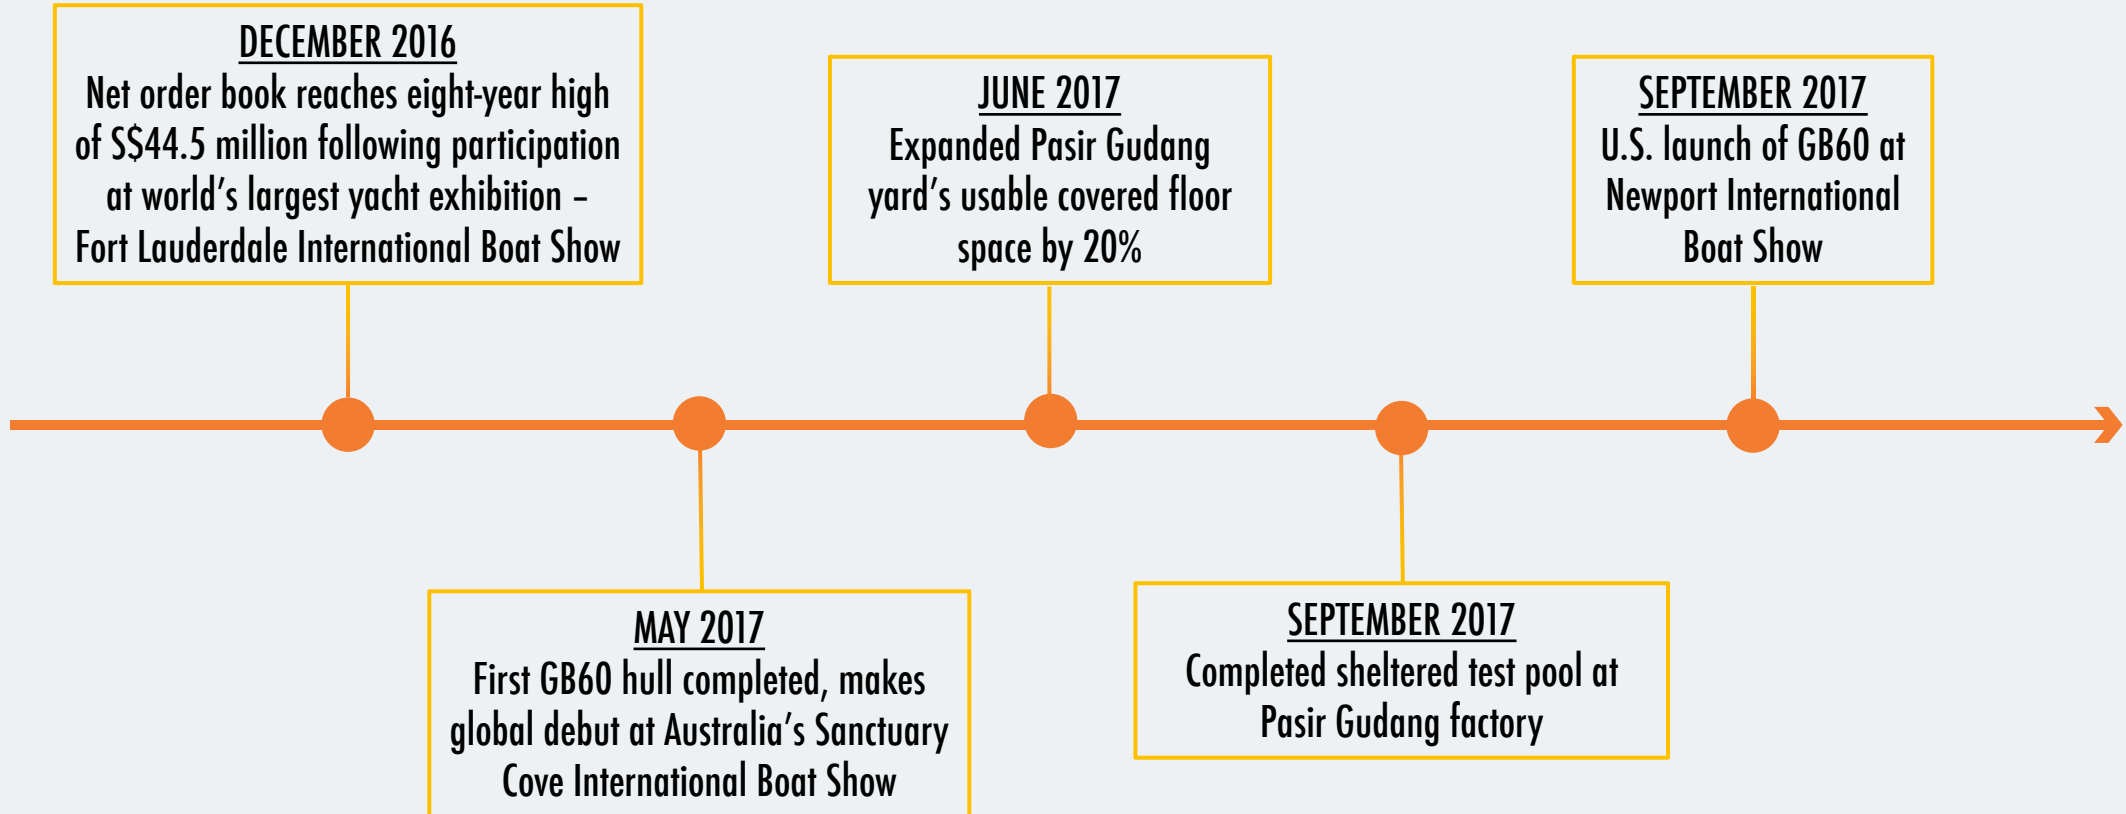 DECEMBER 2016
Net order book reaches eight-year high
of S$44.5 million following participation
at world’s largest yacht exhibition –
Fort Lauderdale International Boat Show
MAY 2017
First GB60 hull completed, makes
global debut at Australia’s Sanctuary
Cove International Boat Show
JUNE 2017
Expanded Pasir Gudang
yard’s usable covered floor
space by 20%
SEPTEMBER 2017
Completed sheltered test pool at
Pasir Gudang factory
SEPTEMBER 2017
U.S. launch of GB60 at
Newport International
Boat Show